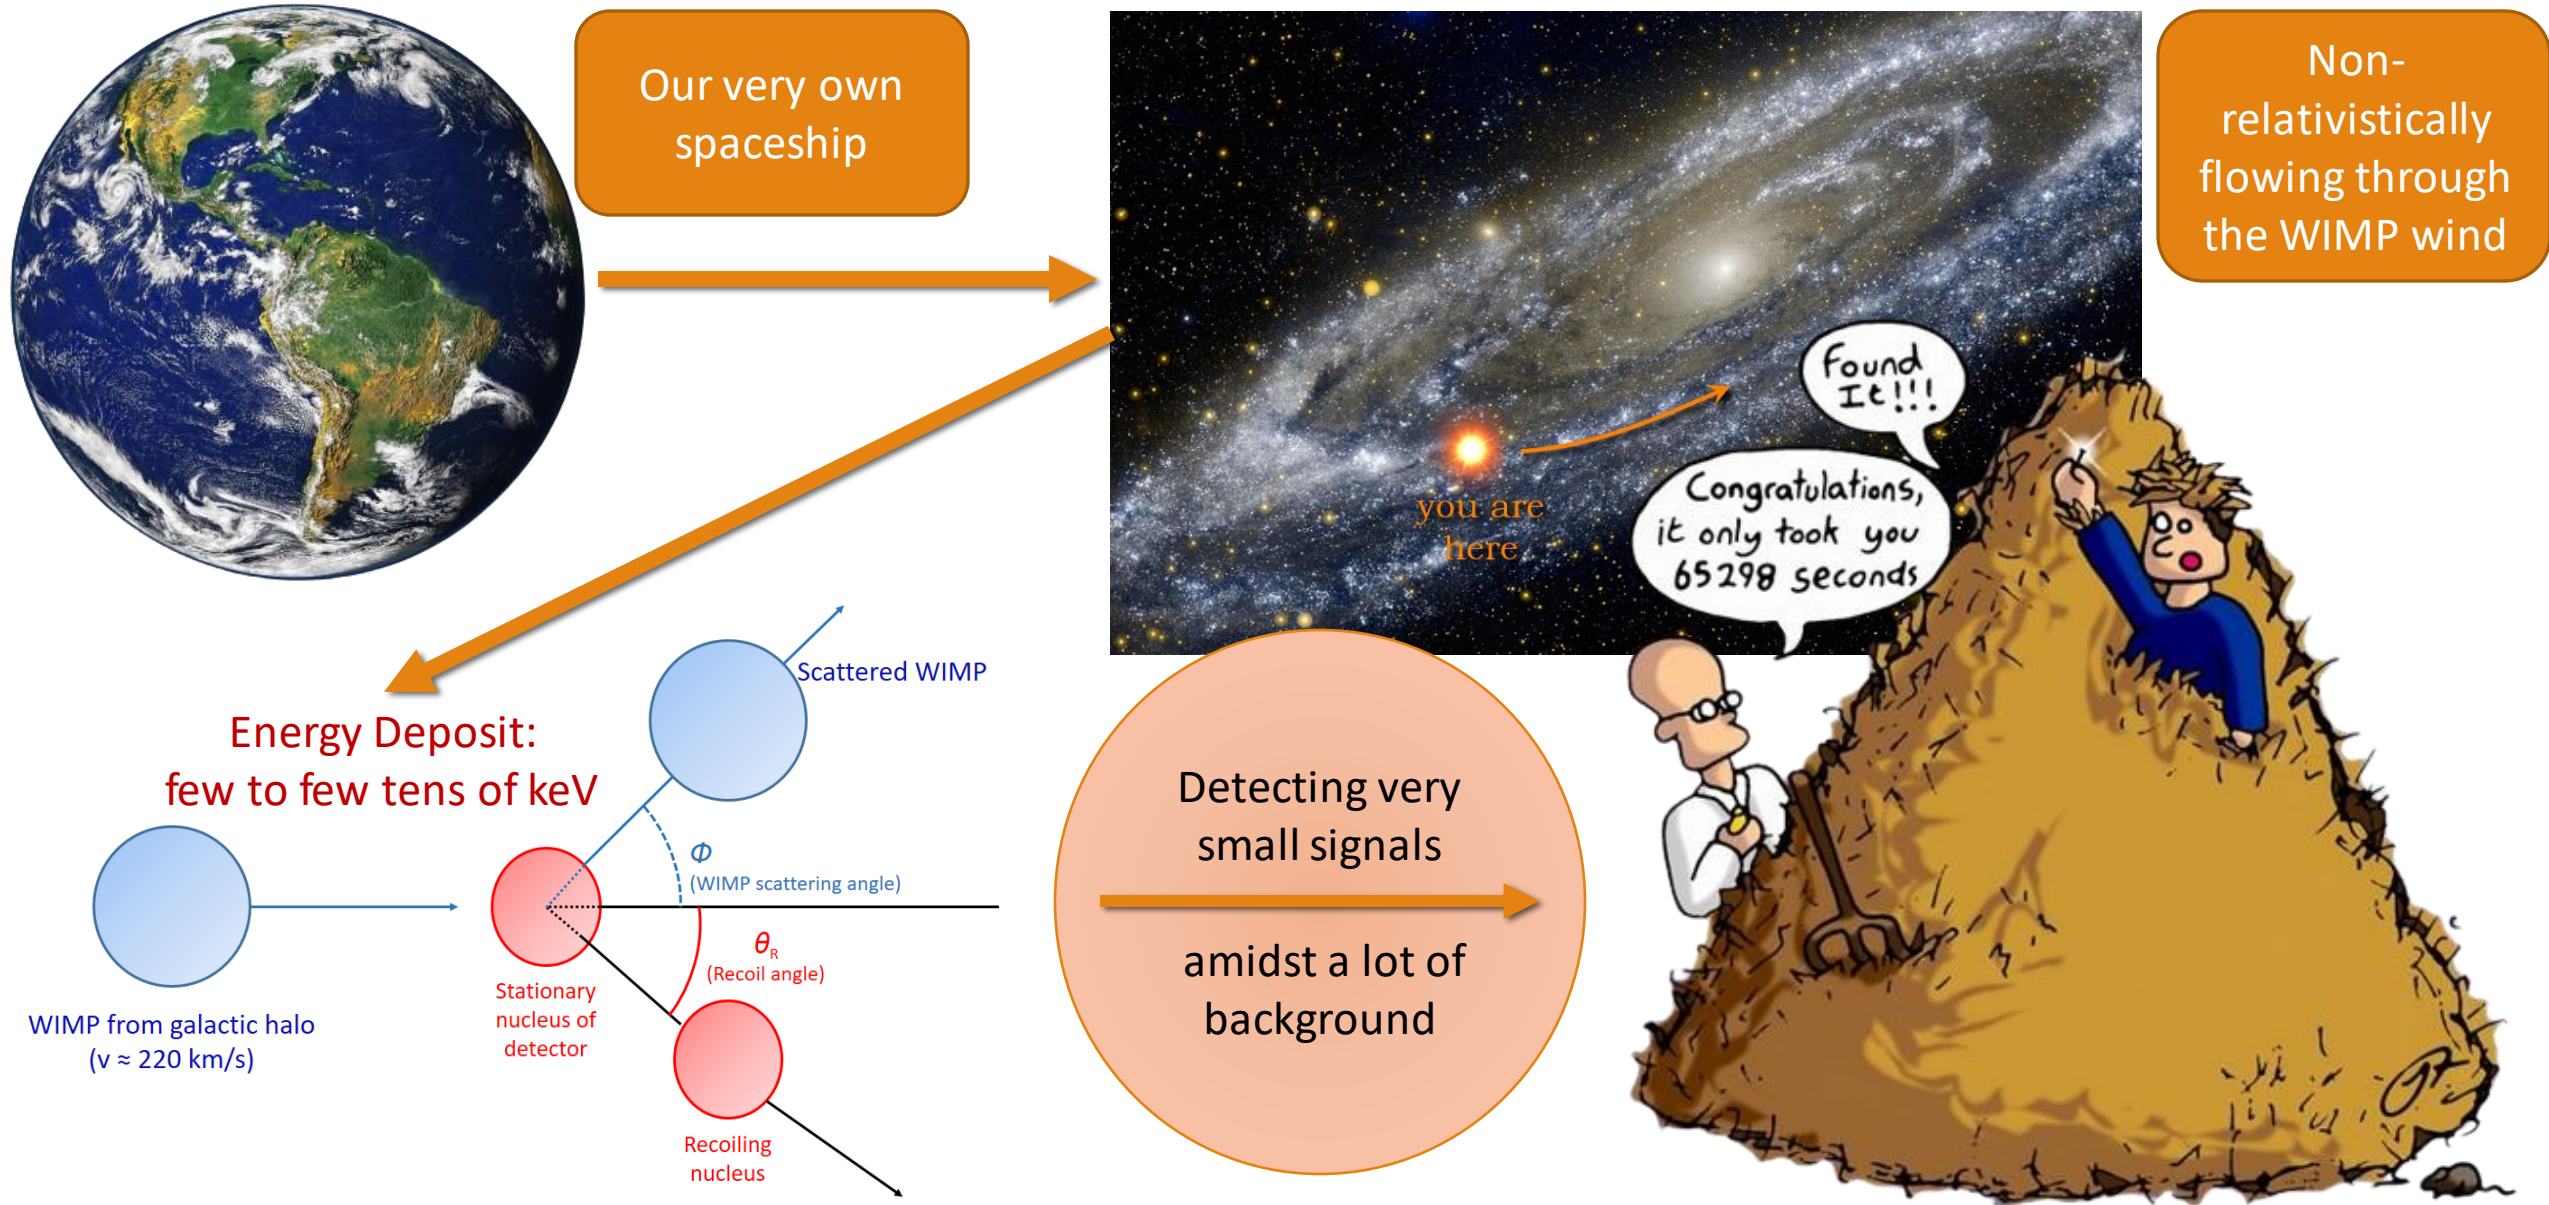 Our very own
spaceship
Non-
relativistically
flowing through
the WIMP wind
Found
It!!!
Congratulations,
it only took you
65298 seconds
you are
here
Energy Deposit:
few to few tens of keV
Scattered WIMP
Φ
(WIMP scattering angle)
θR
(Recoil angle)
Stationary
nucleus of
detector
WIMP from galactic halo
(v ≈ 220 km/s)
Recoiling
nucleus
Detecting very
small signals
amidst a lot of
background